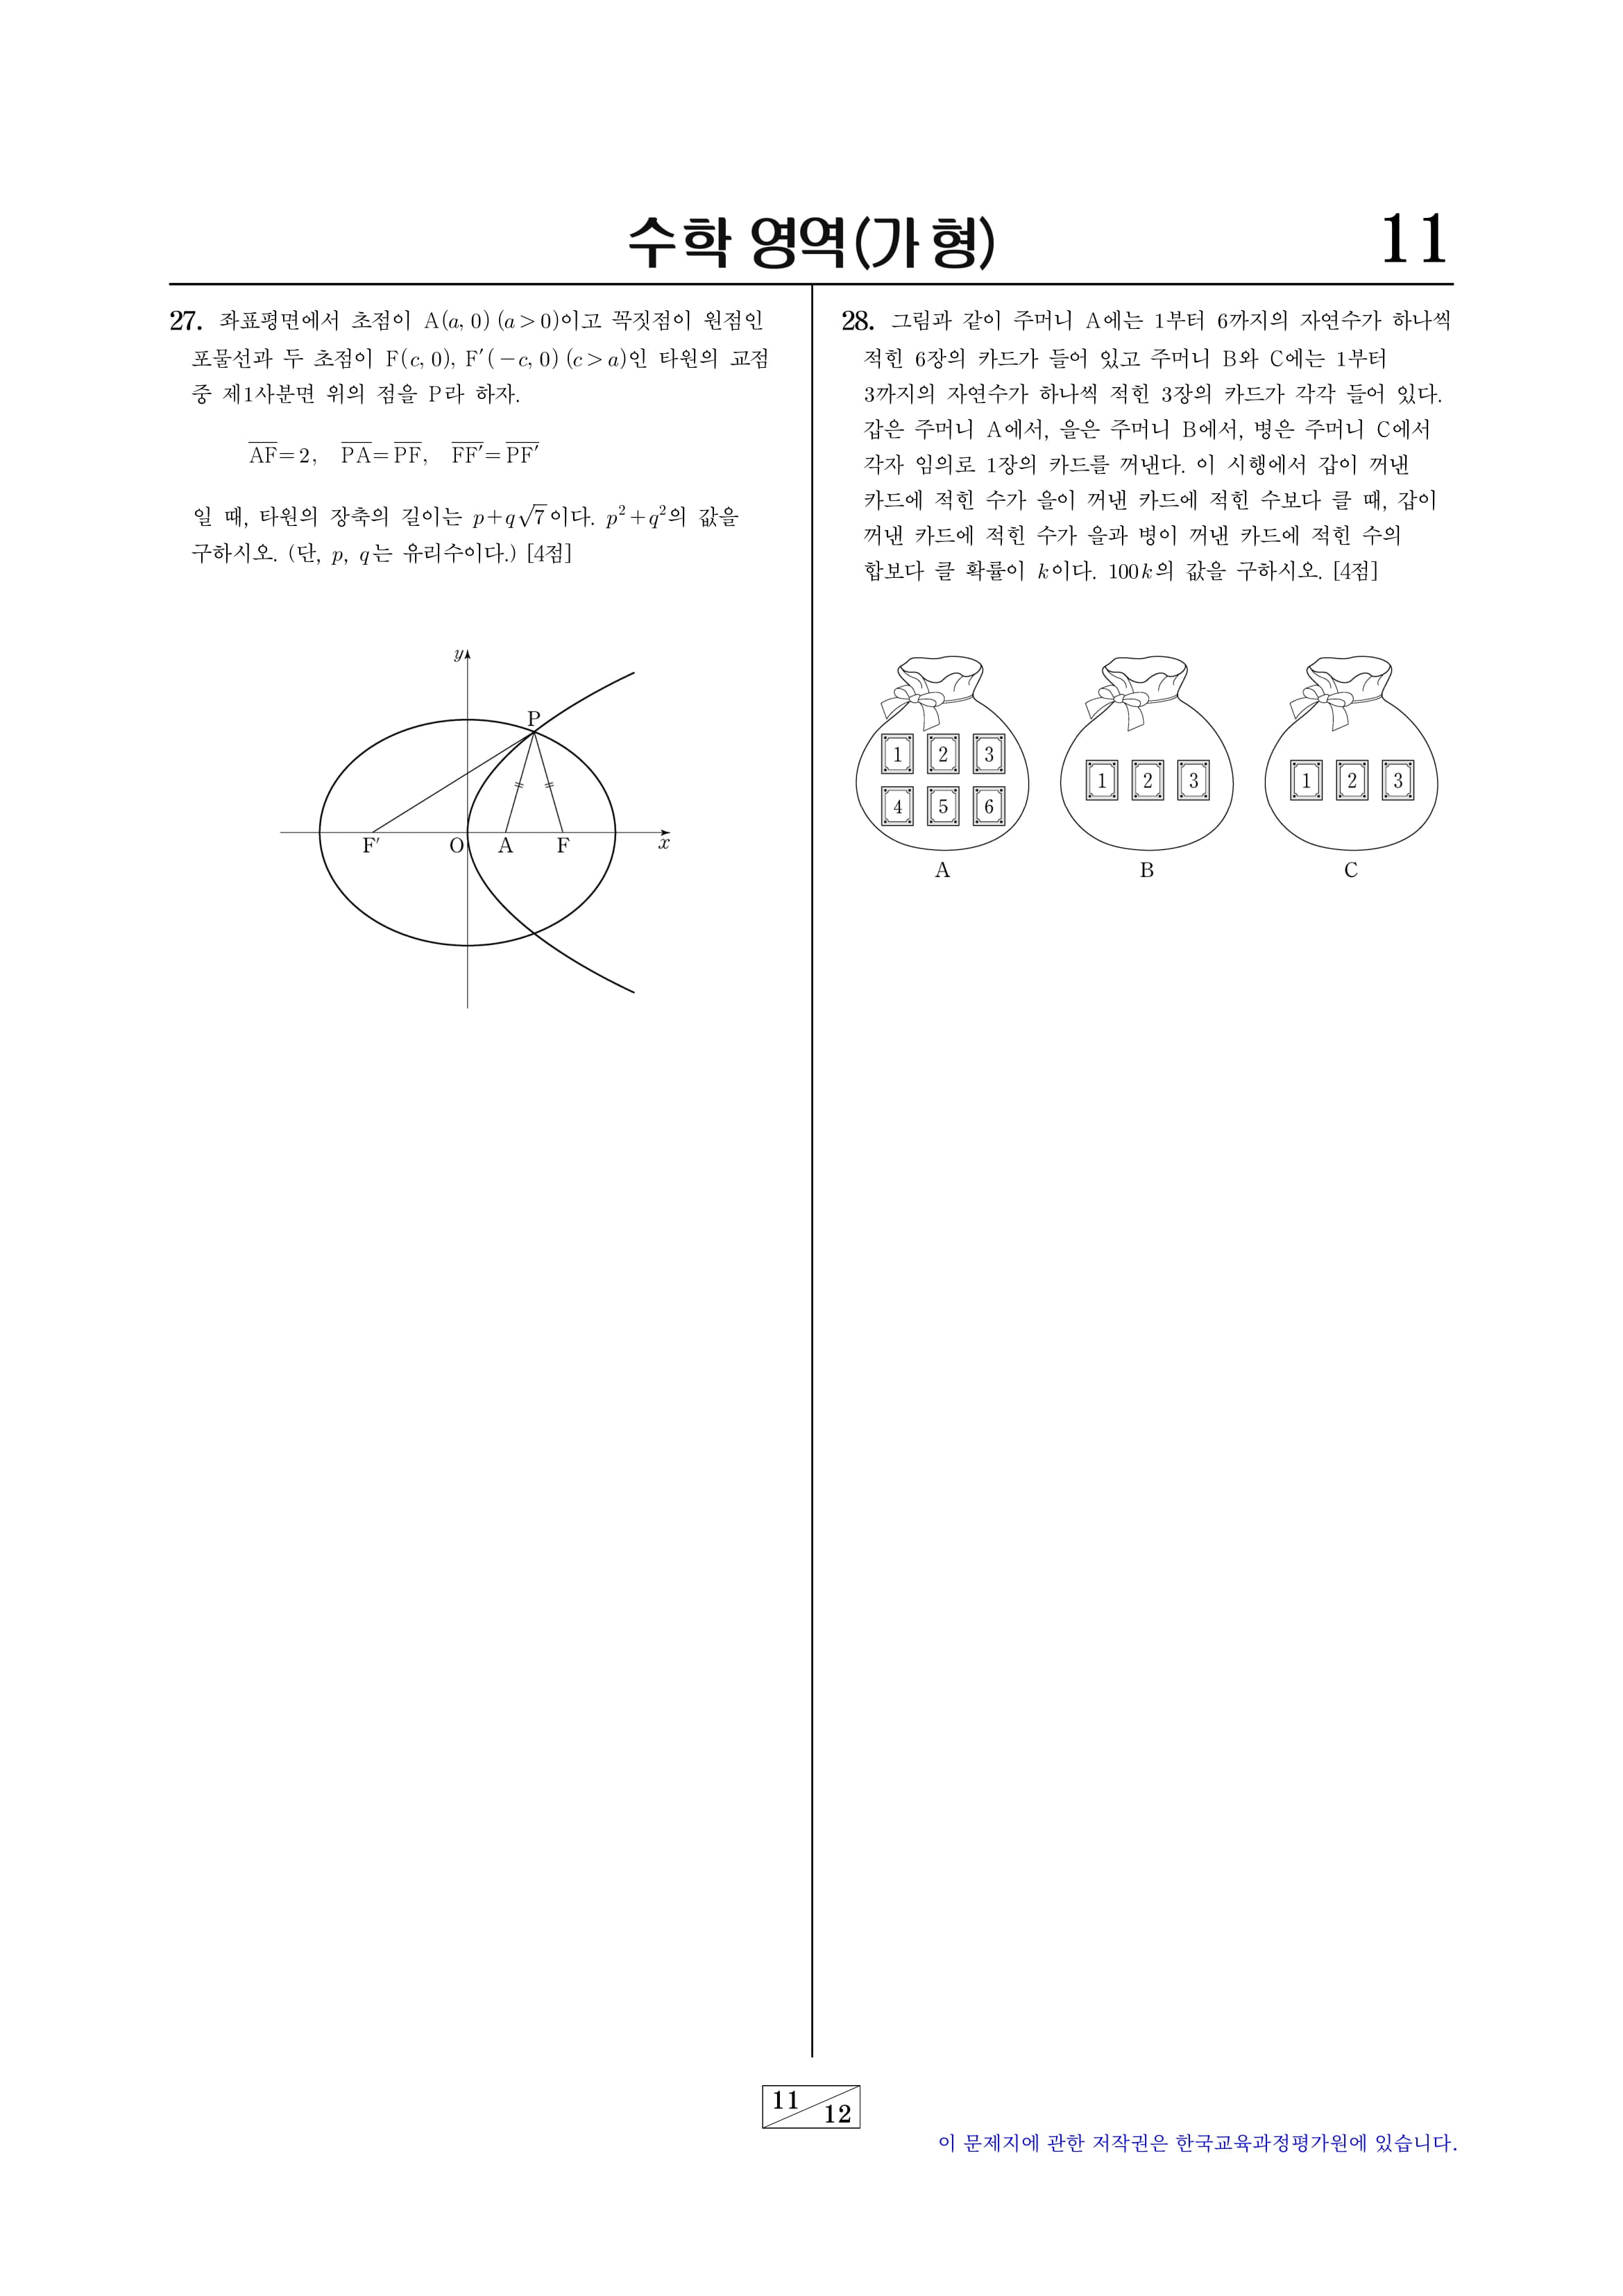 수학 영역(가 형)
11
27. 좌표평면에서 초점이 A(a, 0) (a > 0)이고 꼭짓점이 원점인
포물선과 두 초점이 F(c, 0), F′(−c, 0) (c > a)인 타원의 교점
중 제1사분면 위의 점을 P라 하자.
A̅F̅ = 2, P̅A̅ = P̅F̅, F̅F̅′̅ = P̅F̅′̅
일 때, 타원의 장축의 길이는 p+q√7 이다. p²+q²의 값을
구하시오. (단, p, q는 유리수이다.) [4점]
y
P
F′ O A F x
28. 그림과 같이 주머니 A에는 1부터 6까지의 자연수가 하나씩
적힌 6장의 카드가 들어 있고 주머니 B와 C에는 1부터
3까지의 자연수가 하나씩 적힌 3장의 카드가 각각 들어 있다.
갑은 주머니 A에서, 을은 주머니 B에서, 병은 주머니 C에서
각자 임의로 1장의 카드를 꺼낸다. 이 시행에서 갑이 꺼낸
카드에 적힌 수가 을이 꺼낸 카드에 적힌 수보다 클 때, 갑이
꺼낸 카드에 적힌 수가 을과 병이 꺼낸 카드에 적힌 수의
합보다 클 확률이 k이다. 100k의 값을 구하시오. [4점]
1 2 3
4 5 6
A
1 2 3
B
1 2 3
C
11
12
이 문제지에 관한 저작권은 한국교육과정평가원에 있습니다.